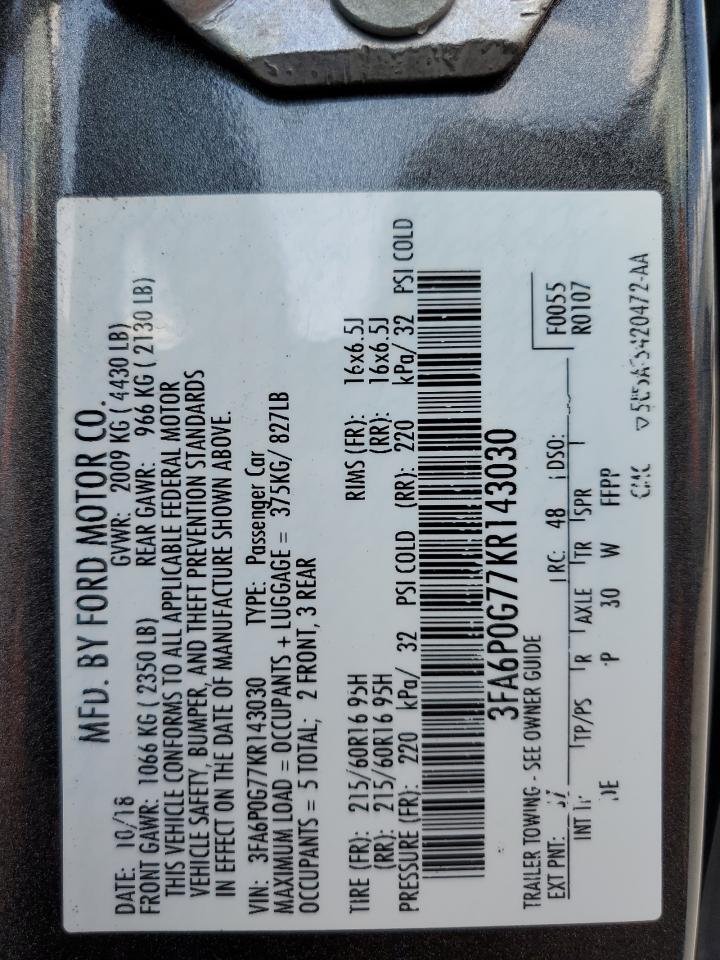 MFD. BY FORD MOTOR CO.
DATE: 10/18 GVWR: 2009 KG ( 4430 LB)
FRONT GAWR: 1066 KG ( 2350 LB) REAR GAWR: 966 KG ( 2130 LB)
THIS VEHICLE CONFORMS TO ALL APPLICABLE FEDERAL MOTOR
VEHICLE SAFETY, BUMPER, AND THEFT PREVENTION STANDARDS
IN EFFECT ON THE DATE OF MANUFACTURE SHOWN ABOVE.
VIN: 3FA6P0G77KR143030 TYPE: Passenger Car
MAXIMUM LOAD = OCCUPANTS + LUGGAGE = 375KG/ 827LB
OCCUPANTS = 5 TOTAL; 2 FRONT, 3 REAR
TIRE (FR): 215/60R16 95H RIMS (FR): 16x6.5J
(RR): 215/60R16 95H (RR): 16x6.5J
PRESSURE (FR): 220 kPa/ 32 PSI COLD (RR): 220 kPa/ 32 PSI COLD
3FA6P0G77KR143030
TRAILER TOWING - SEE OWNER GUIDE
F0055
EXT PNT: RC: 48 DSO: R0107
INT TR TP/PS R AXLE TR SPR
P 30 W FFPP